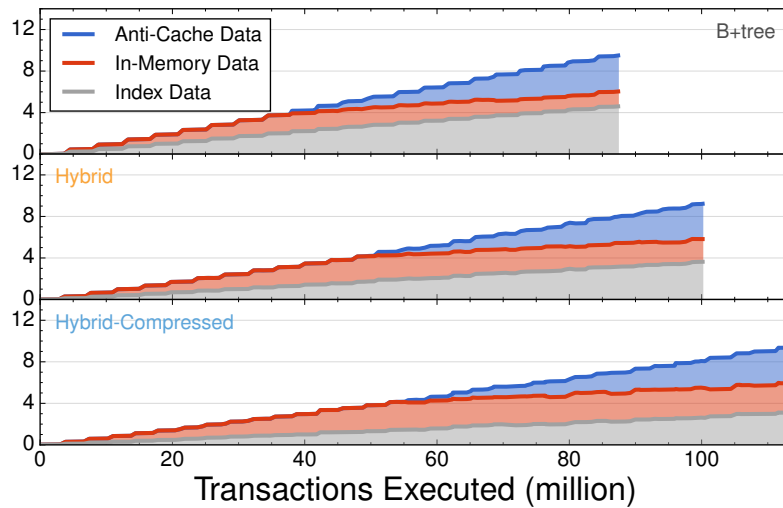 12
8
4
0
Anti-Cache Data
In-Memory Data
Index Data
B+tree
12
8
4
0
Hybrid
12
8
4
0
Hybrid-Compressed
0 20 40 60 80 100
Transactions Executed (million)